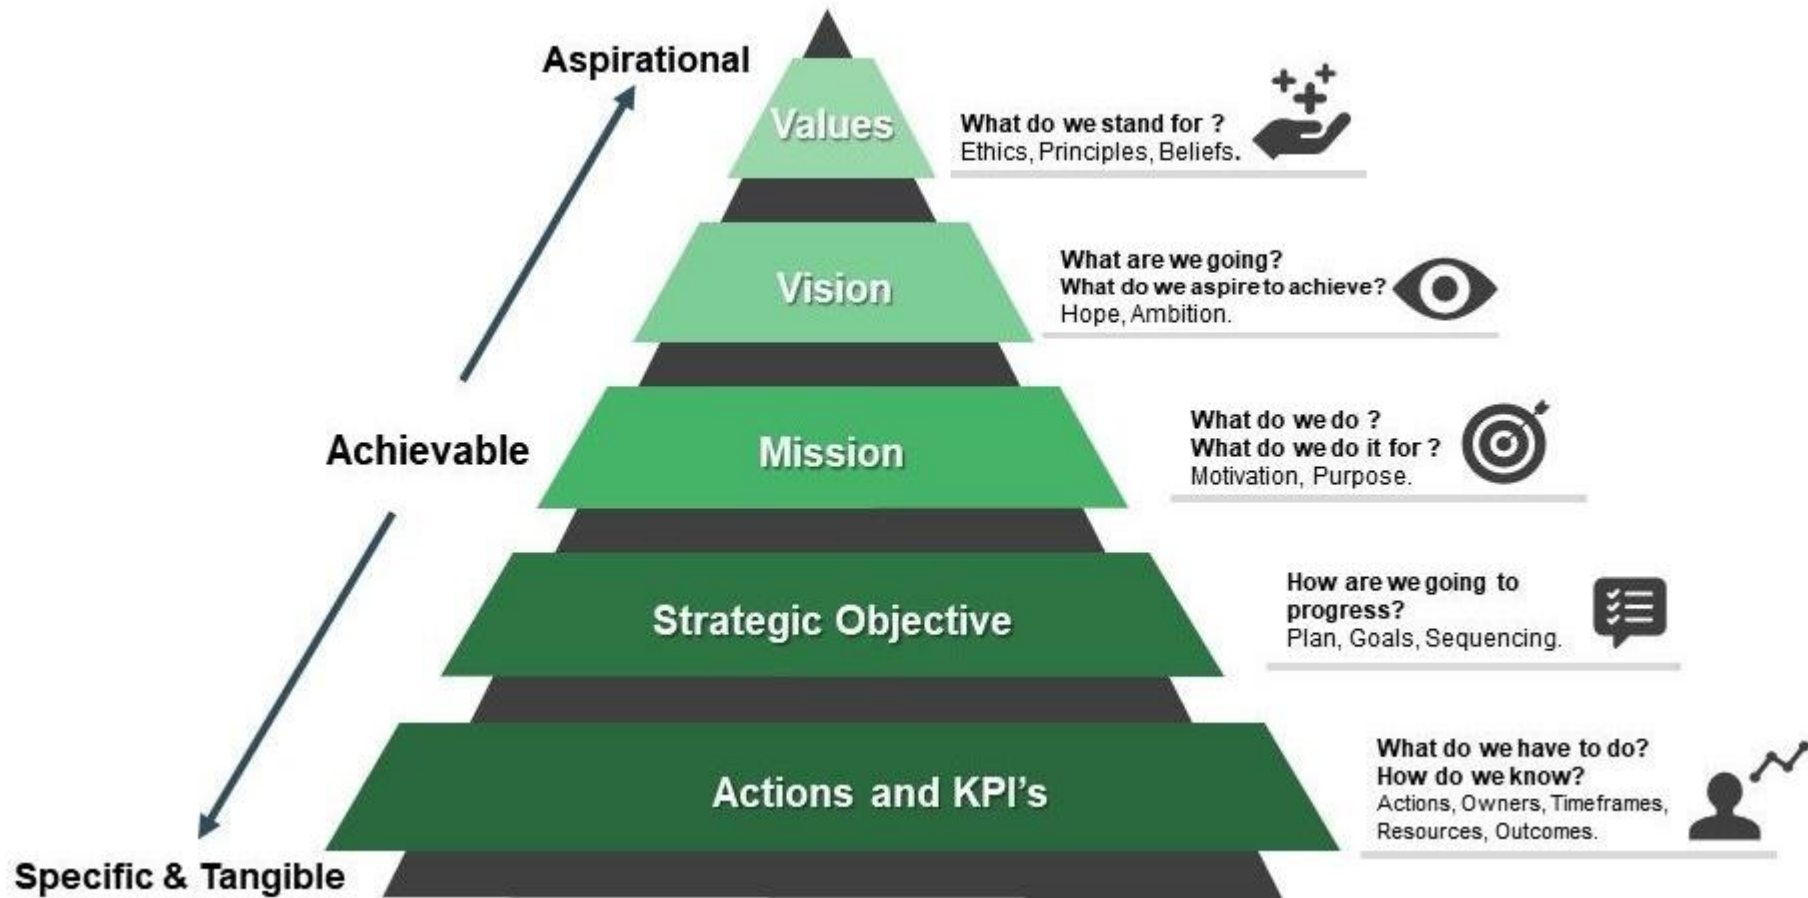 Aspirational
Values
What do we stand for ?
Ethics, Principles, Beliefs.
Vision
What are we going?
What do we aspire to achieve?
Hope, Ambition.
Achievable
Mission
What do we do ?
What do we do it for ?
Motivation, Purpose.
Strategic Objective
How are we going to
progress?
Plan, Goals, Sequencing.
Actions and KPI's
What do we have to do?
How do we know?
Actions, Owners, Timeframes,
Resources, Outcomes.
Specific & Tangible